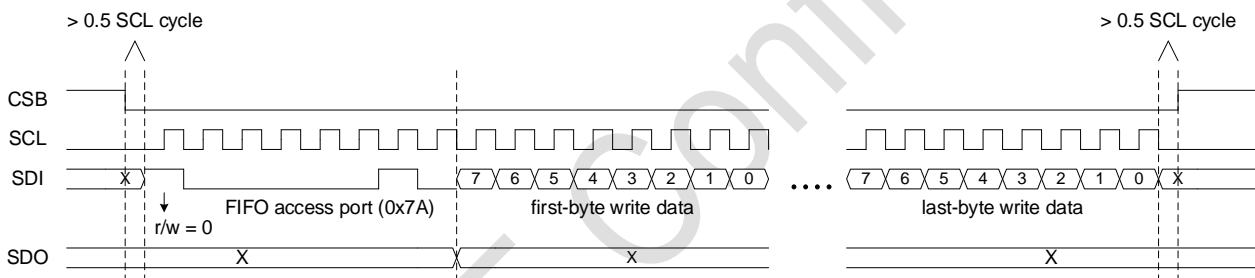 > 0.5 SCL cycle > 0.5 SCL cycle
CSB
SCL
SDI X 7 6 5 4 3 2 1 0 .... 7 6 5 4 3 2 1 0 X
FIFO access port (0x7A) first-byte write data last-byte write data
r/w = 0
SDO X X X